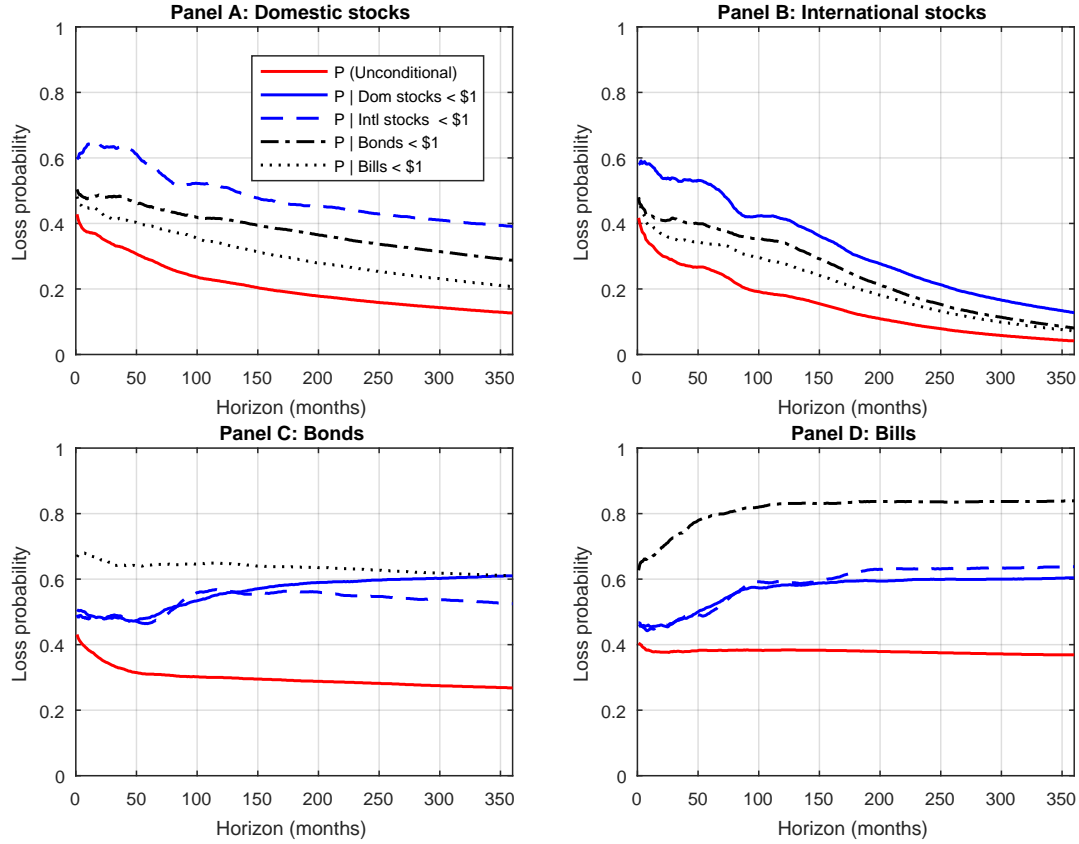 Panel A: Domestic stocks
1
0.8
0.6
0.4
0.2
0
Loss probability
P (Unconditional)
P | Dom stocks < $1
P | Intl stocks < $1
P | Bonds < $1
P | Bills < $1
0 50 100 150 200 250 300 350
Horizon (months)
Panel B: International stocks
1
0.8
0.6
0.4
0.2
0
Loss probability
0 50 100 150 200 250 300 350
Horizon (months)
Panel C: Bonds
1
0.8
0.6
0.4
0.2
0
Loss probability
0 50 100 150 200 250 300 350
Horizon (months)
Panel D: Bills
1
0.8
0.6
0.4
0.2
0
Loss probability
0 50 100 150 200 250 300 350
Horizon (months)